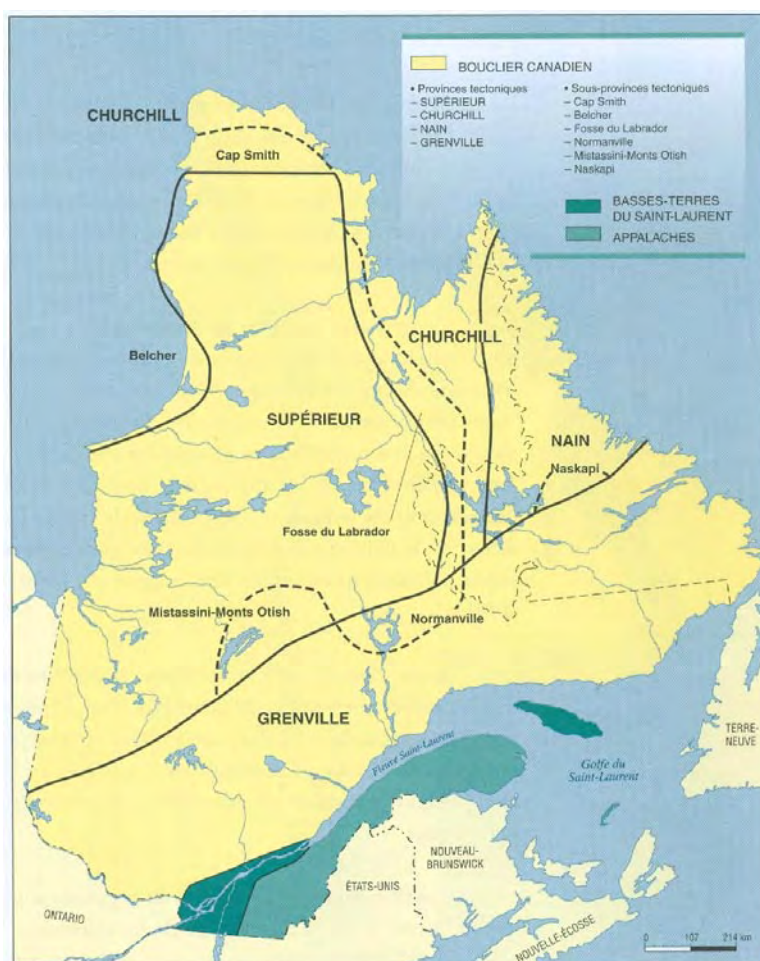 BOUCLIER CANADIEN
• Provinces tectoniques
– SUPÉRIEUR
– CHURCHILL
– NAIN
– GRENVILLE
• Sous-provinces tectoniques
– Cap Smith
– Belcher
– Fosse du Labrador
– Normanville
– Mistassini-Monts Otish
– Naskapi
BASSES-TERRES
DU SAINT-LAURENT
APPALACHES
CHURCHILL
Cap Smith
CHURCHILL
Belcher
SUPÉRIEUR
NAIN
Naskapi
Fosse du
Labrador
Mistassini-Monts Otish
Normanville
GRENVILLE
Fleuve Saint-Laurent
Golfe du
Saint-Laurent
TERRE-
NEUVE
NOUVEAU-
BRUNSWICK
ÉTATS-UNIS
ONTARIO
NOUVELLE-ÉCOSSE
0 107 214 km